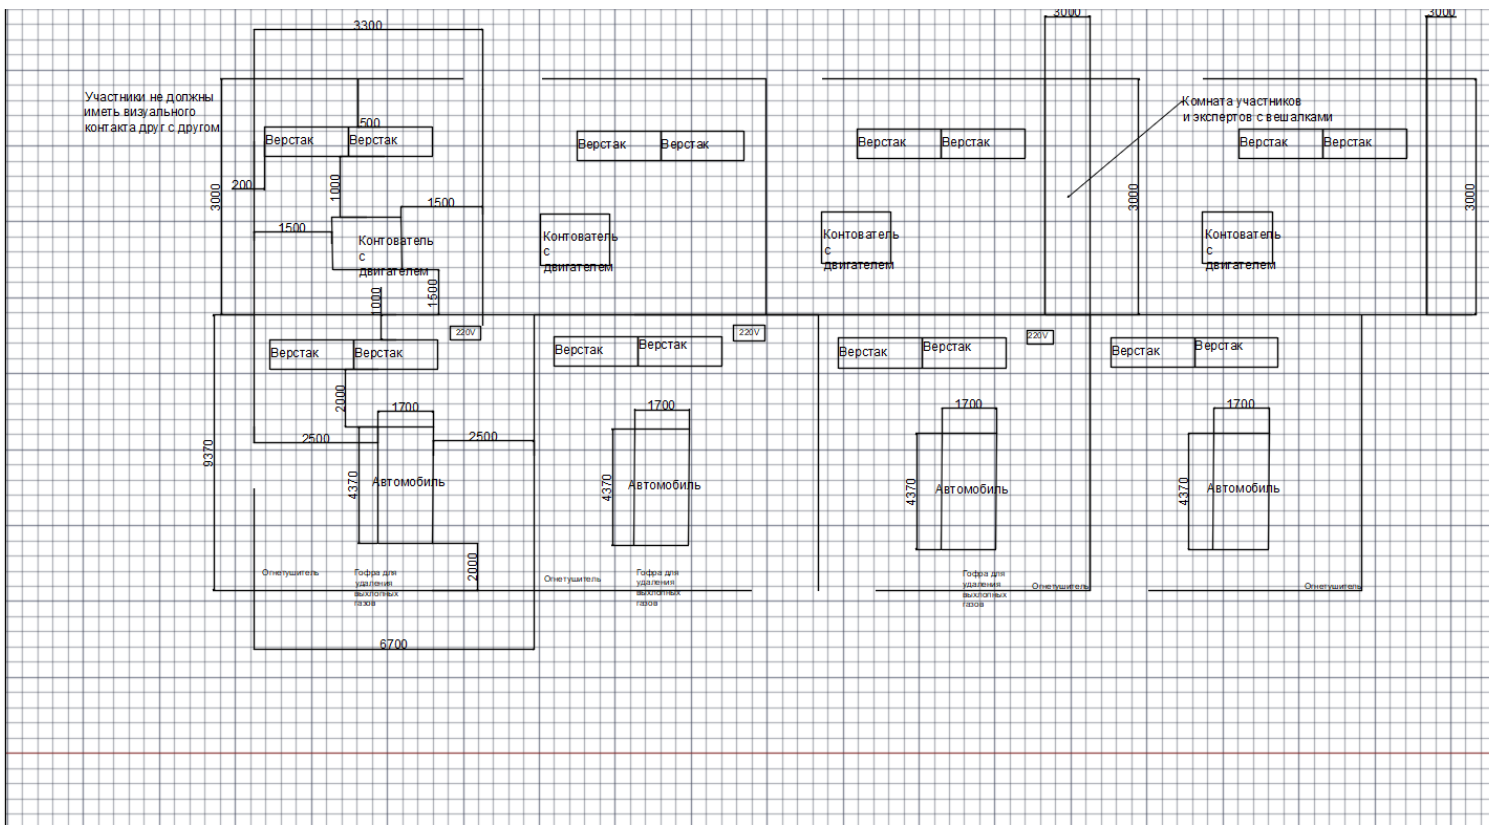 3300
3000
3000
Участники не должны
иметь визуального
контакта друг с другом
Комната участников
и экспертов с вешалками
500
Верстак
Верстак
Верстак
Верстак
Верстак
Верстак
Верстак
Верстак
200
3000
1000
1500
3000
3000
1500
Контователь
с
двигателем
Контователь
с
двигателем
Контователь
с
двигателем
Контователь
с
двигателем
1000
1500
220V
220V
220V
Верстак
Верстак
Верстак
Верстак
Верстак
Верстак
Верстак
Верстак
2000
1700
1700
1700
1700
2500
2500
9370
4370
Автомобиль
4370
Автомобиль
4370
Автомобиль
4370
Автомобиль
2000
Огнетушитель
Гофра для
удаления
выхлопных
газов
Огнетушитель
Гофра для
удаления
выхлопных
газов
Гофра для
удаления
выхлопных
газов
Огнетушитель
Огнетушитель
6700